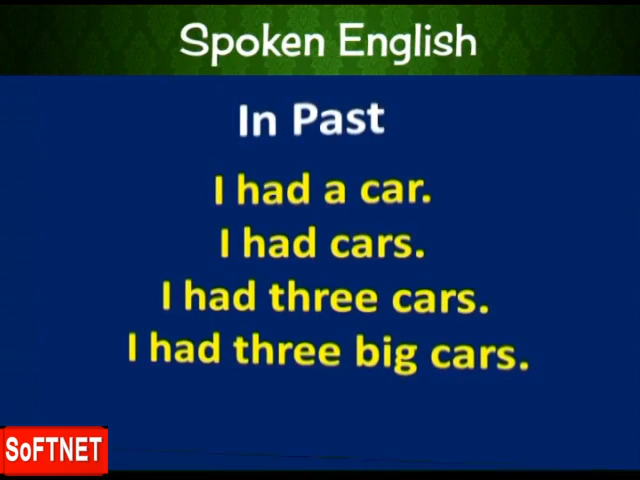 Spoken English
In Past
I had a car.
I had cars.
I had three cars.
I had three big cars.
SoFTNET